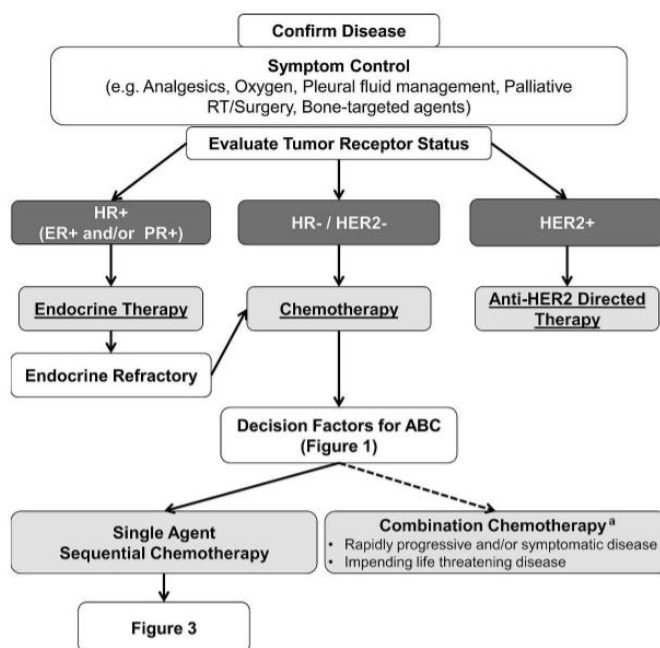 Confirm Disease
Symptom Control
(e.g. Analgesics, Oxygen, Pleural fluid management, Palliative
RT/Surgery, Bone-targeted agents)
Evaluate Tumor Receptor Status
HR+
(ER+ and/or PR+)
HR- / HER2-
HER2+
Endocrine Therapy
Chemotherapy
Anti-HER2 Directed
Therapy
Endocrine Refractory
Decision Factors for ABC
(Figure 1)
Single Agent
Sequential Chemotherapy
Combination Chemotherapy a
• Rapidly progressive and/or symptomatic disease
• Impending life threatening disease
Figure 3